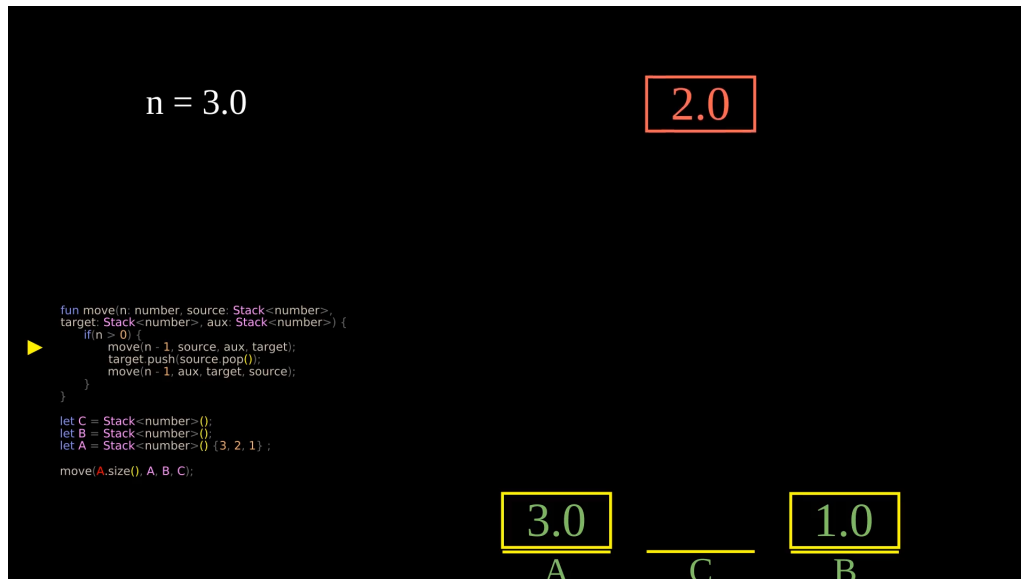 n = 3.0
2.0
fun move(n: number, source: Stack<number>,
target: Stack<number>, aux: Stack<number>) {
if(n > 0) {
move(n - 1, source, aux, target);
target.push(source.pop());
move(n - 1, aux, target, source);
}
}
let C = Stack<number>();
let B = Stack<number>();
let A = Stack<number>() {3, 2, 1} ;
move(A.size(), A, B, C);
3.0
1.0
A
C
B